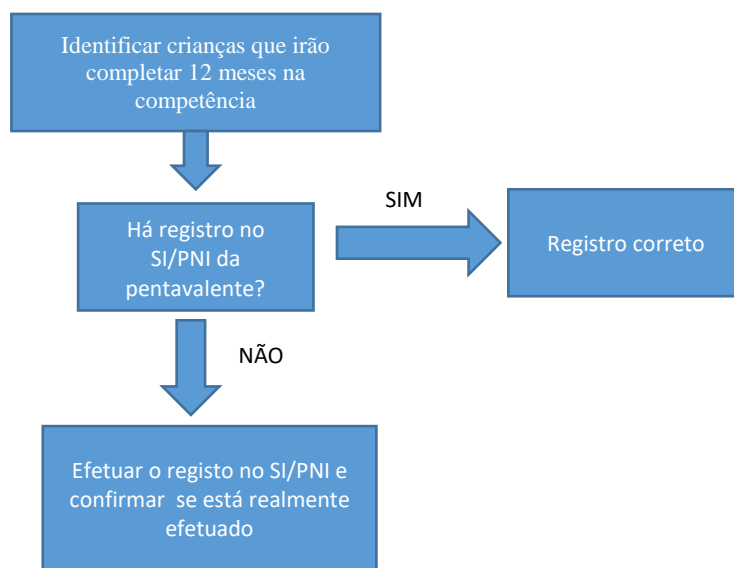 Identificar crianças que irão
completar 12 meses na
competência
SIM
Há registro no
SI/PNI da
pentavalente?
Registro correto
NÃO
Efetuar o registo no SI/PNI e
confirmar se está realmente
efetuado